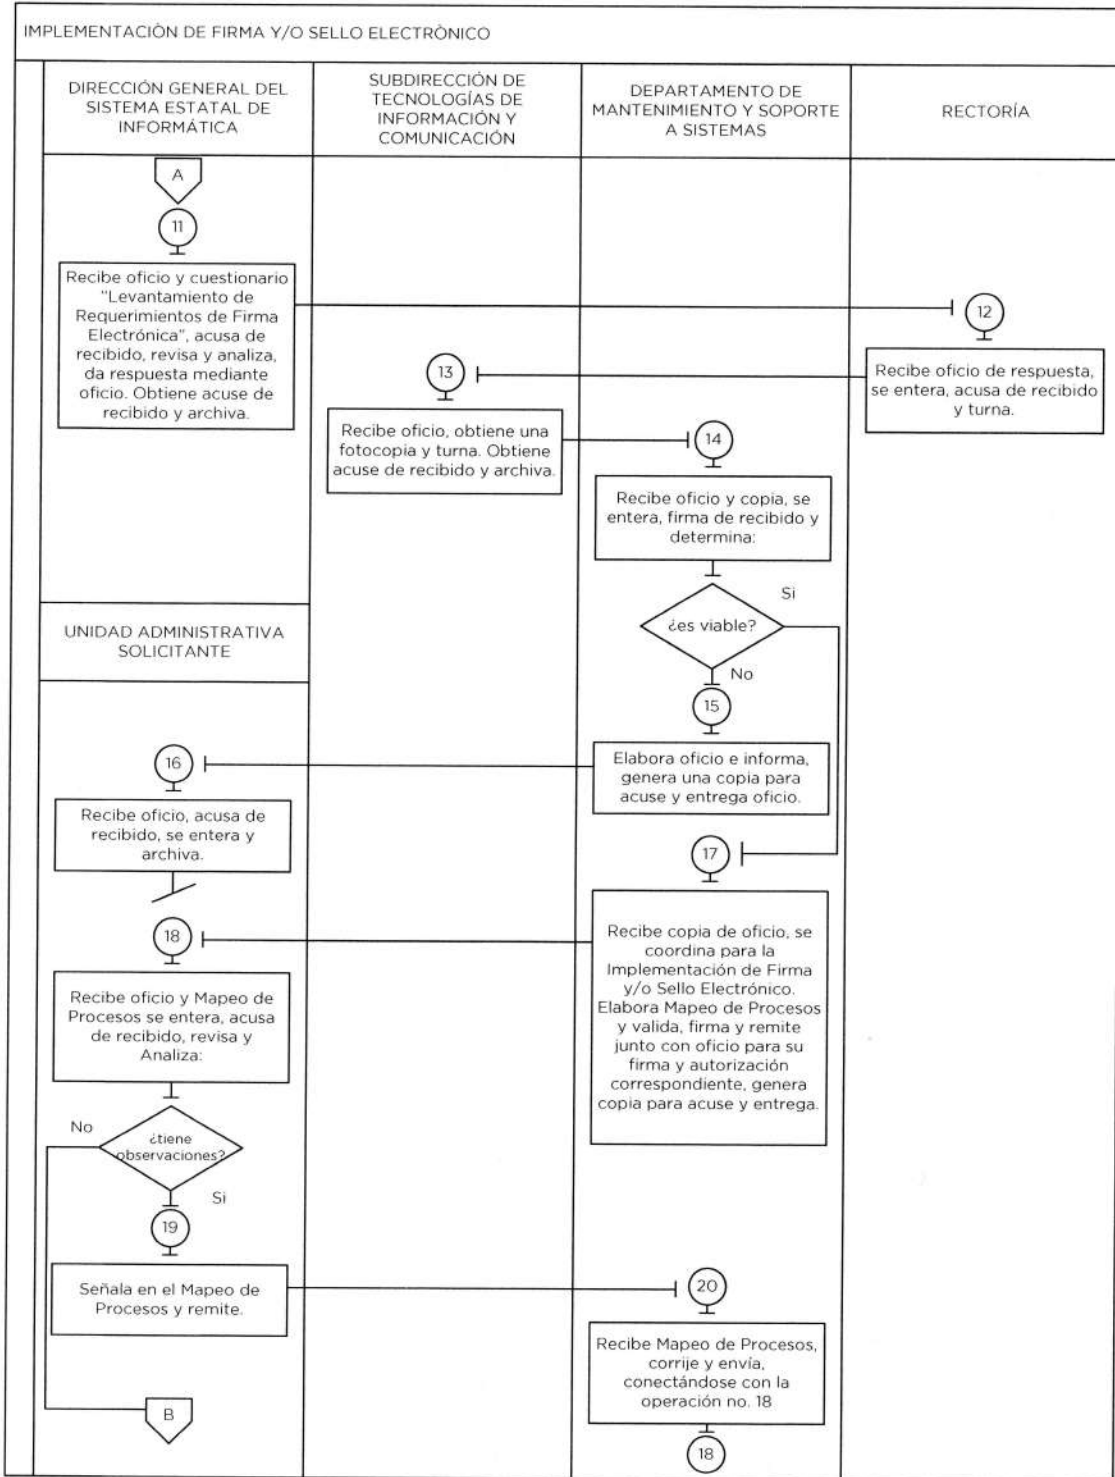 IMPLEMENTACIÒN DE FIRMA Y/O SELLO ELECTRÒNICO
DIRECCIÓN GENERAL DEL
SISTEMA ESTATAL DE
INFORMÁTICA
SUBDIRECCIÓN DE
TECNOLOGÍAS DE
INFORMACIÓN Y
COMUNICACIÓN
DEPARTAMENTO DE
MANTENIMIENTO Y SOPORTE
A SISTEMAS
RECTORÍA
A
11
Recibe oficio y cuestionario
"Levantamiento de
Requerimientos de Firma
Electrónica", acusa de
recibido, revisa y analiza,
da respuesta mediante
oficio. Obtiene acuse de
recibido y archiva.
12
Recibe oficio de respuesta,
se entera, acusa de recibido
y turna.
13
Recibe oficio, obtiene una
fotocopia y turna. Obtiene
acuse de recibido y archiva.
14
Recibe oficio y copia, se
entera, firma de recibido y
determina:
¿es viable?
Si
No
15
Elabora oficio e informa,
genera una copia para
acuse y entrega oficio.
UNIDAD ADMINISTRATIVA
SOLICITANTE
16
Recibe oficio, acusa de
recibido, se entera y
archiva.
17
Recibe copia de oficio, se
coordina para la
Implementación de Firma
y/o Sello Electrónico.
Elabora Mapeo de Procesos
y valida, firma y remite
junto con oficio para su
firma y autorización
correspondiente, genera
copia para acuse y entrega.
18
Recibe oficio y Mapeo de
Procesos se entera, acusa
de recibido, revisa y
Analiza:
¿tiene
observaciones?
No
Si
19
Señala en el Mapeo de
Procesos y remite.
20
Recibe Mapeo de Procesos,
corrije y envía,
conectándose con la
operación no. 18
18
B